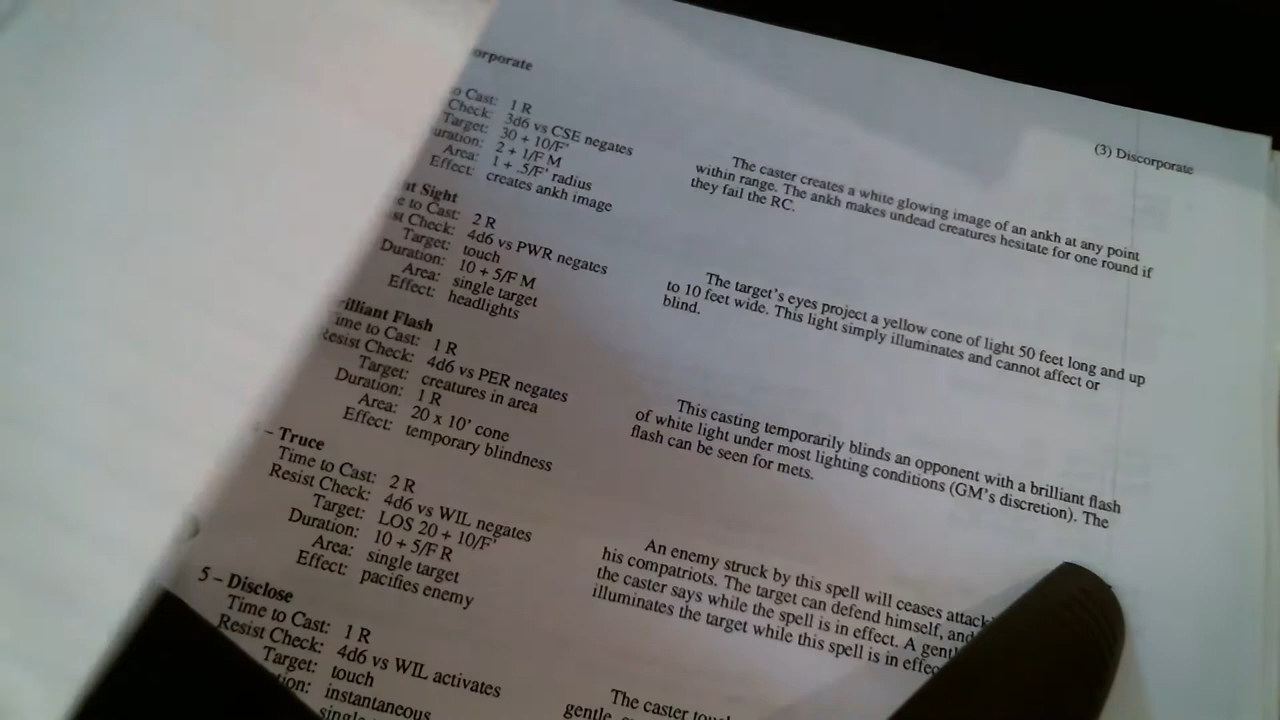 (3) Discorporate
orporate
o Cast: 1 R
Check: 3d6 vs CSE negates
Target: 30 + 10/F'
uration: 2 + 1/F M
Area: 1 + .5/F' radius
Effect: creates ankh image
The caster creates a white glowing image of an ankh at any point
within range. The ankh makes undead creatures hesitate for one round if
they fail the RC.
at Sight
e to Cast: 2 R
st Check: 4d6 vs PWR negates
Target: touch
Duration: 10 + 5/F M
Area: single target
Effect: headlights
The target's eyes project a yellow cone of light 50 feet long and up
to 10 feet wide. This light simply illuminates and cannot affect or
blind.
rilliant Flash
ime to Cast: 1 R
Resist Check: 4d6 vs PER negates
Target: creatures in area
Duration: 1 R
Area: 20 x 10' cone
Effect: temporary blindness
This casting temporarily blinds an opponent with a brilliant flash
of white light under most lighting conditions (GM's discretion). The
flash can be seen for mets.
– Truce
Time to Cast: 2 R
Resist Check: 4d6 vs WIL negates
Target: LOS 20 + 10/F'
Duration: 10 + 5/F R
Area: single target
Effect: pacifies enemy
An enemy struck by this spell will ceases attack
his compatriots. The target can defend himself, and
the caster says while the spell is in effect. A gentl
illuminates the target while this spell is in effec
5 – Disclose
Time to Cast: 1 R
Resist Check: 4d6 vs WIL activates
Target: touch
tion: instantaneous
single
The caster touc
gentle